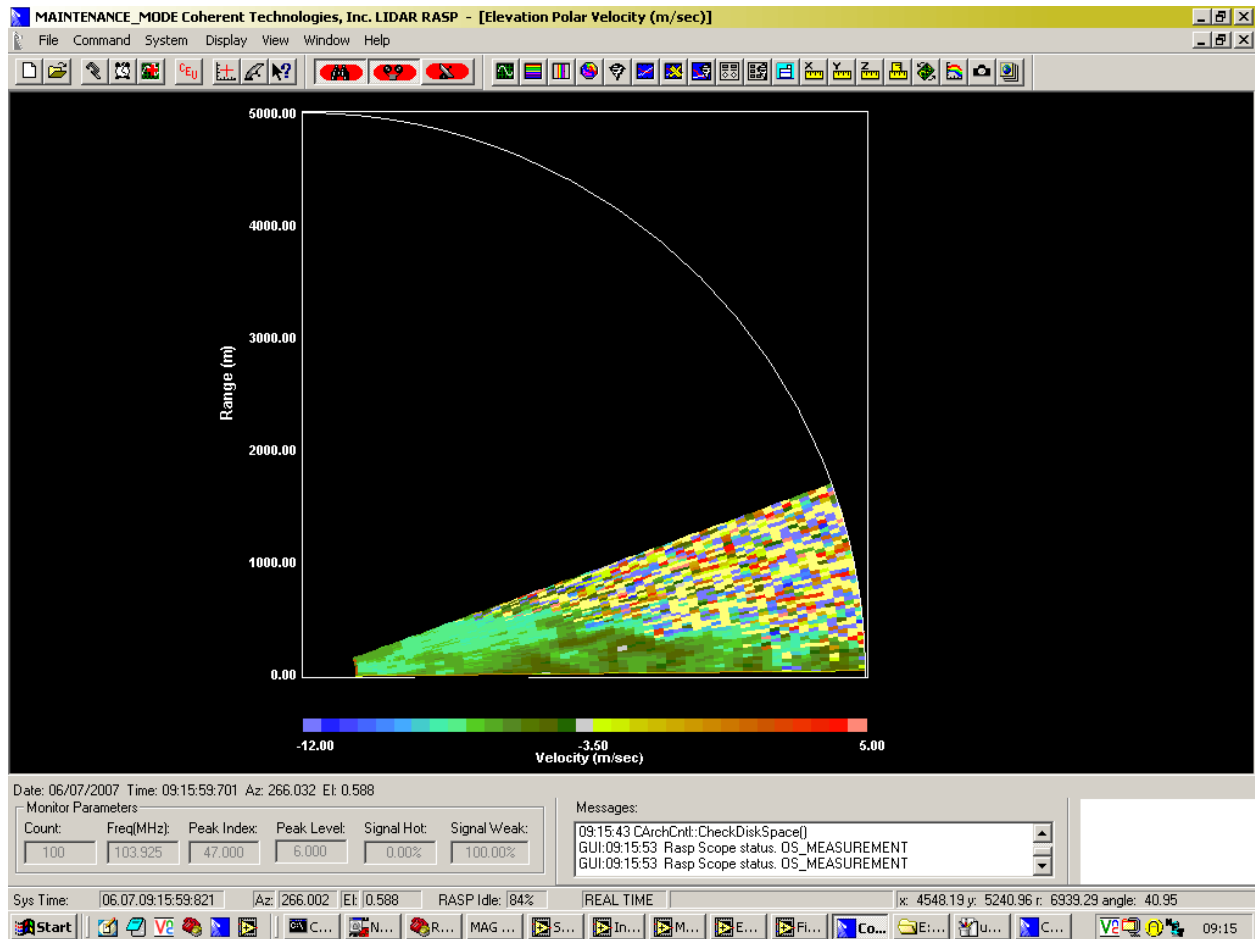 MAINTENANCE_MODE Coherent Technologies, Inc. LIDAR RASP - [Elevation Polar Velocity (m/sec)]
File Command System Display View Window Help
5000.00
4000.00
3000.00
Range (m)
2000.00
1000.00
0.00
-12.00 -3.50 5.00
Velocity (m/sec)
Date: 06/07/2007 Time: 09:15:59:701 Az: 266.032 El: 0.588
Monitor Parameters
Count: Freq(MHz): Peak Index: Peak Level: Signal Hot: Signal Weak:
100 103.925 47.000 6.000 0.00% 100.00%
Messages:
09:15:43 CArchCntl::CheckDiskSpace()
GUI:09:15:53 Rasp Scope status. OS_MEASUREMENT
GUI:09:15:53 Rasp Scope status. OS_MEASUREMENT
Sys Time: 06.07.09:15:59:821 Az: 266.002 El: 0.588 RASP Idle: 84% REAL TIME x: 4548.19 y: 5240.96 r: 6939.29 angle: 40.95
Start C... N... R... MAG ... S... In... M... E... Fi... Co... E:... u... C... 09:15